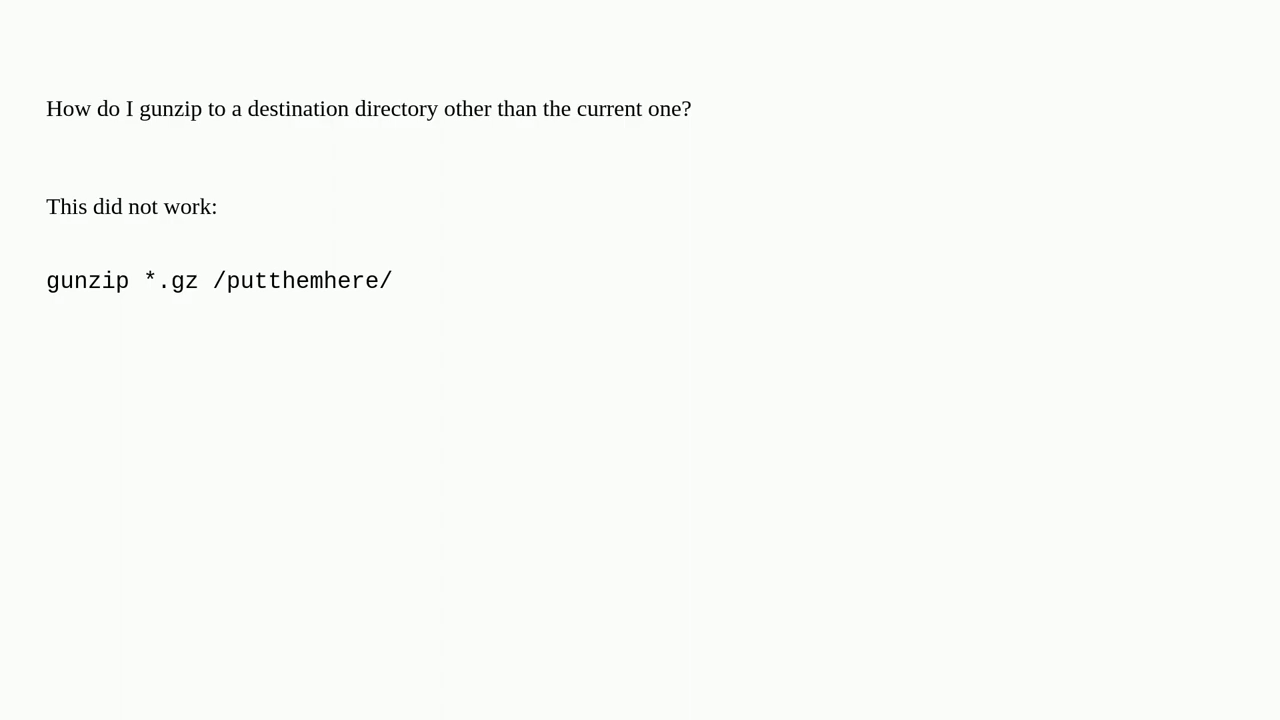 How do I gunzip to a destination directory other than the current one?
This did not work:
gunzip *.gz /putthemhere/